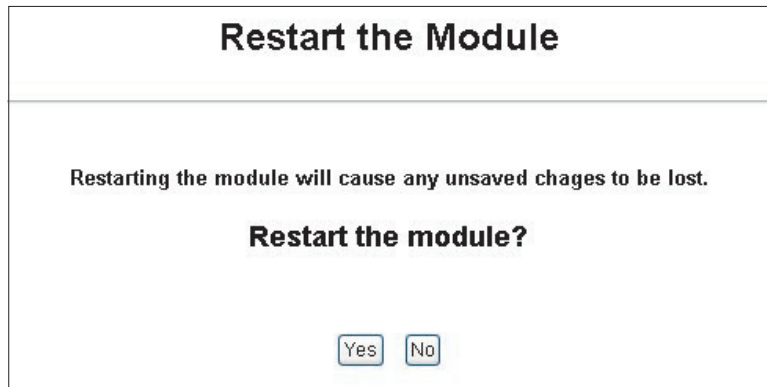 Restart the Module
Restarting the module will cause any unsaved chages to be lost.
Restart the module?
Yes No